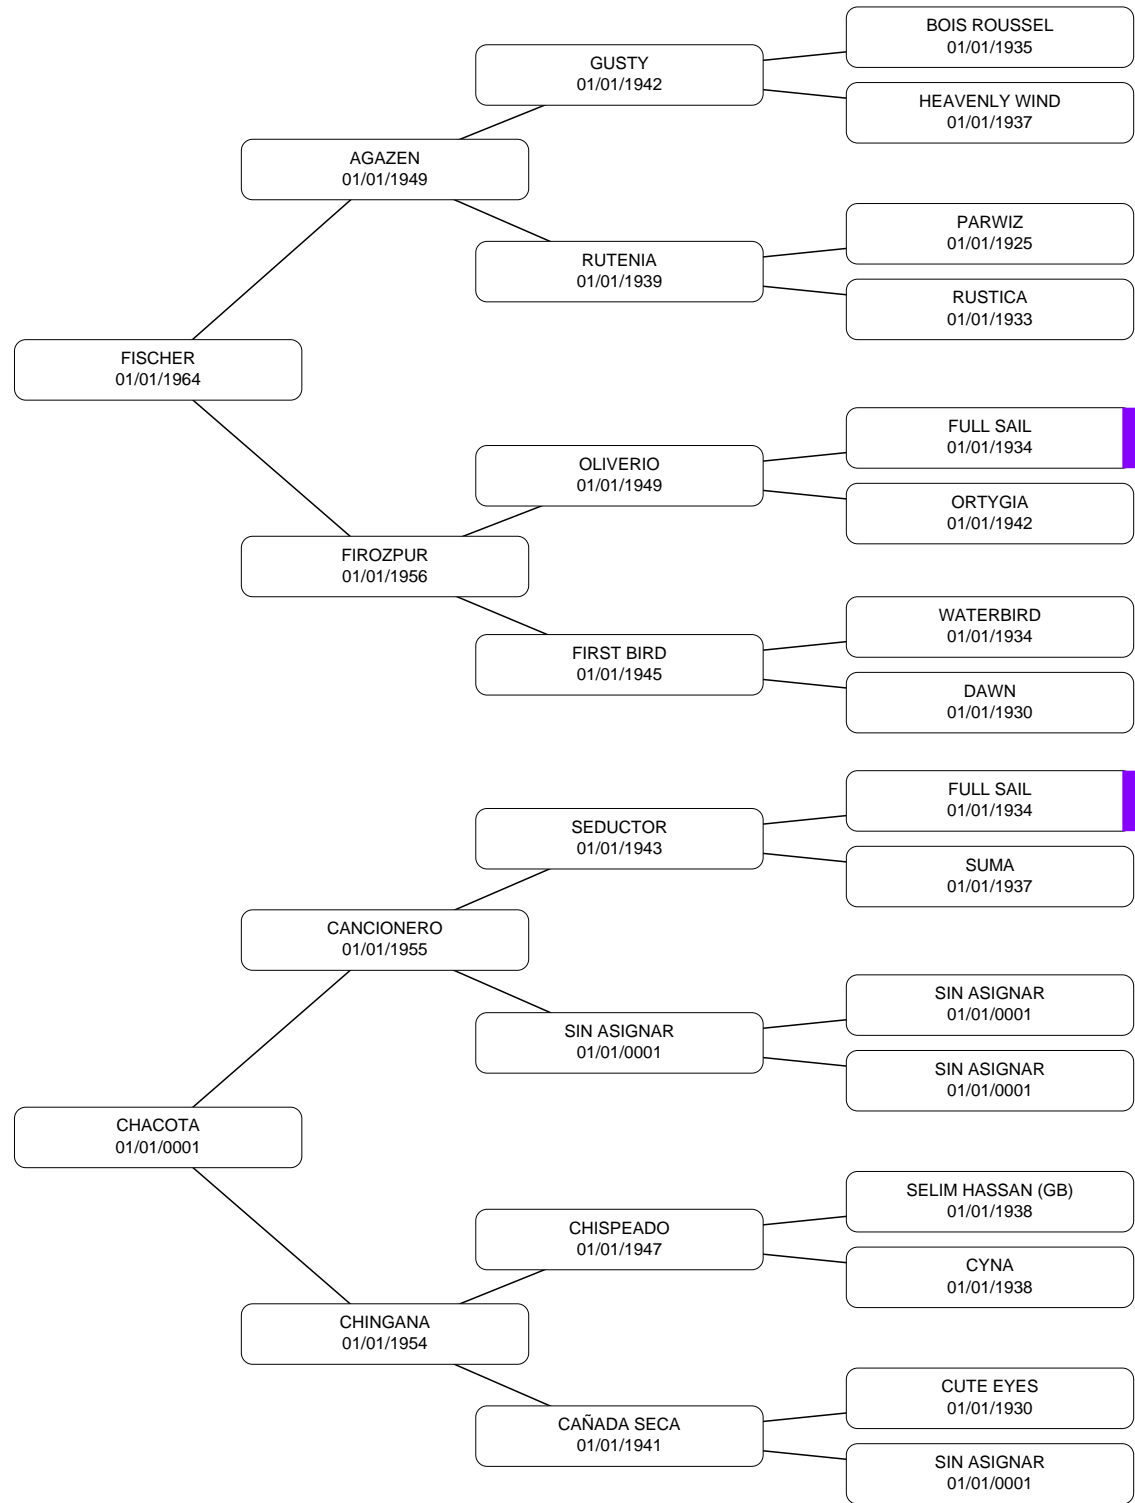 BOIS ROUSSEL
01/01/1935
GUSTY
01/01/1942
HEAVENLY WIND
01/01/1937
AGAZEN
01/01/1949
PARWIZ
01/01/1925
RUTENIA
01/01/1939
RUSTICA
01/01/1933
FISCHER
01/01/1964
FULL SAIL
01/01/1934
OLIVERIO
01/01/1949
ORTYGIA
01/01/1942
FIROZPUR
01/01/1956
WATERBIRD
01/01/1934
FIRST BIRD
01/01/1945
DAWN
01/01/1930
FULL SAIL
01/01/1934
SEDUCTOR
01/01/1943
SUMA
01/01/1937
CANCIONERO
01/01/1955
SIN ASIGNAR
01/01/0001
SIN ASIGNAR
01/01/0001
SIN ASIGNAR
01/01/0001
CHACOTA
01/01/0001
SELIM HASSAN (GB)
01/01/1938
CHISPEADO
01/01/1947
CYNA
01/01/1938
CHINGANA
01/01/1954
CUTE EYES
01/01/1930
CAÑADA SECA
01/01/1941
SIN ASIGNAR
01/01/0001